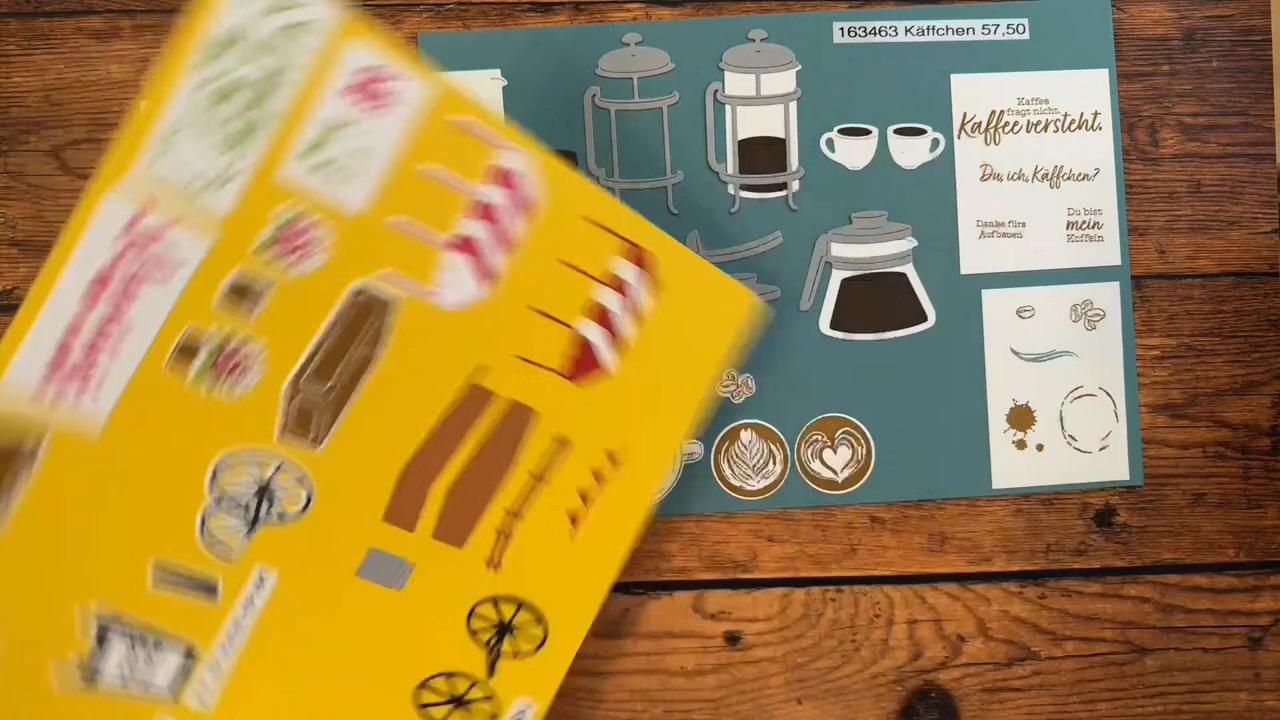 163463 Käffchen 57,50
Kaffee
fragt nicht.
Kaffee versteht.
Du, ich, Käffchen?
Danke fürs
Aufbauen
Du bist
mein
Koffein